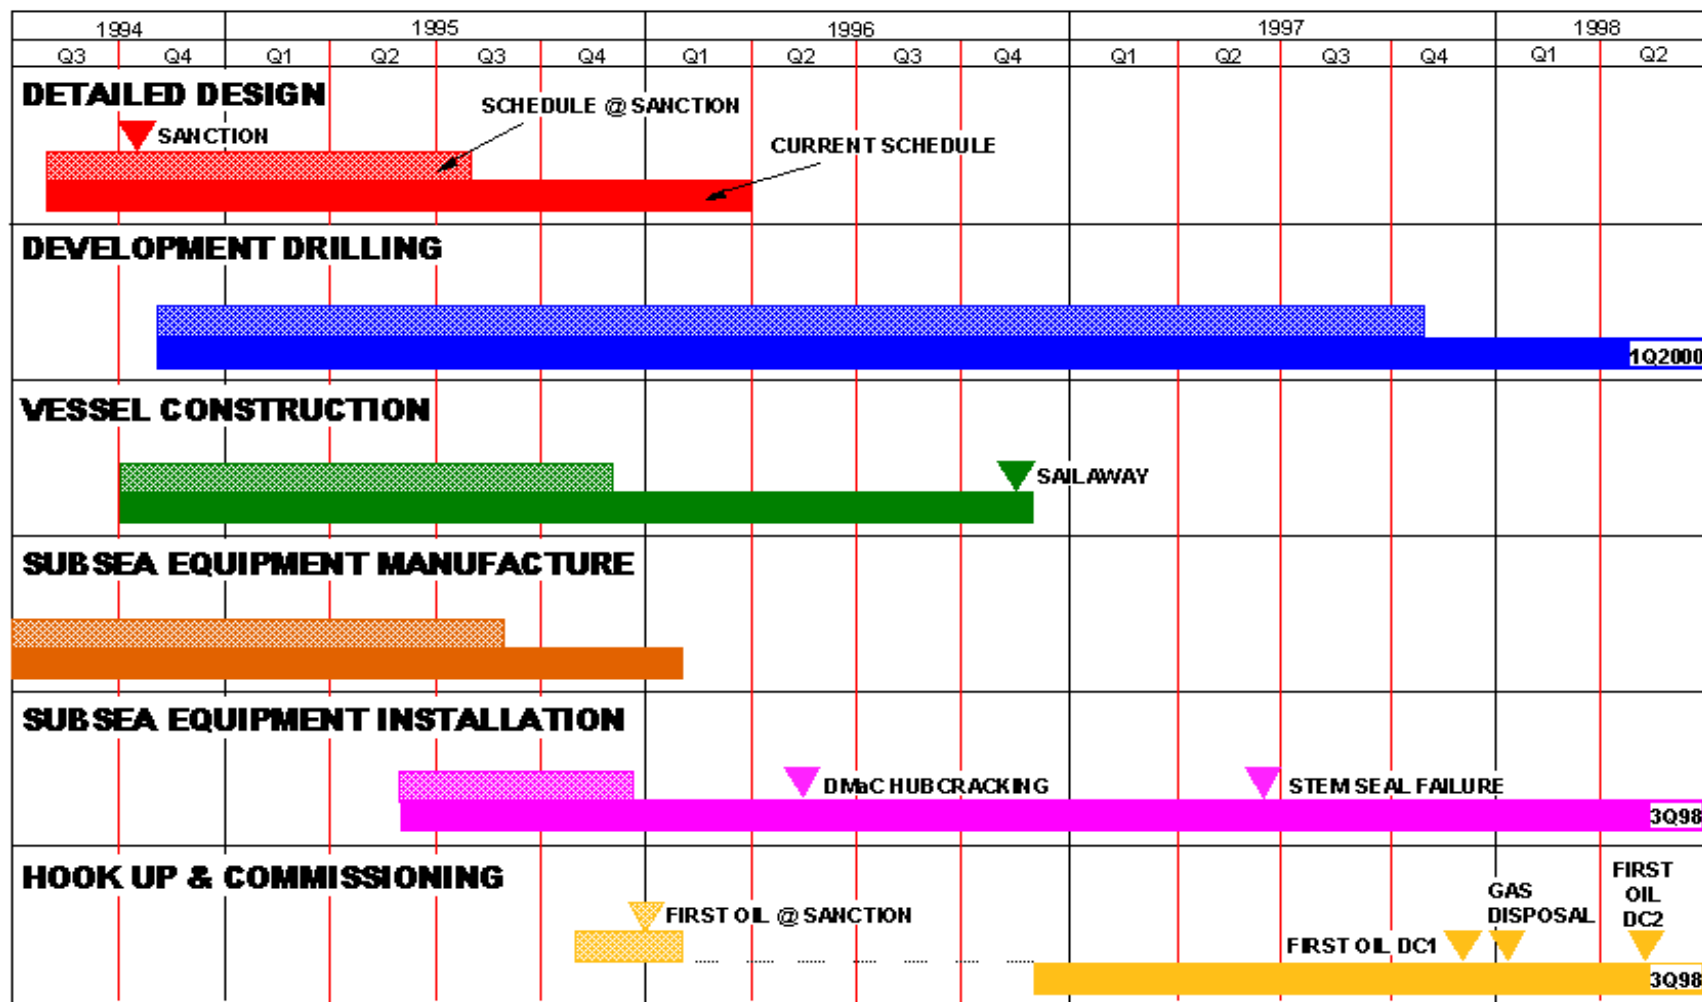 1994 1995 1996 1997 1998
Q3 Q4 Q1 Q2 Q3 Q4 Q1 Q2 Q3 Q4 Q1 Q2 Q3 Q4 Q1 Q2
DETAILED DESIGN
SCHEDULE @ SANCTION
SANCTION
CURRENT SCHEDULE
DEVELOPMENT DRILLING
1Q2000
VESSEL CONSTRUCTION
SAILAWAY
SUBSEA EQUIPMENT MANUFACTURE
SUBSEA EQUIPMENT INSTALLATION
DMaC HUB CRACKING
STEM SEAL FAILURE
3Q98
HOOK UP & COMMISSIONING
FIRST OIL @ SANCTION
FIRST OIL DC1
GAS
DISPOSAL
FIRST
OIL
DC2
3Q98